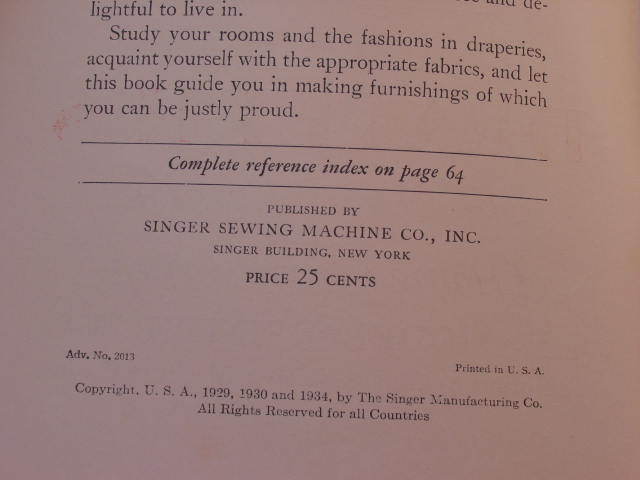 and de-
lightful to live in.
Study your rooms and the fashions in draperies,
acquaint yourself with the appropriate fabrics, and let
this book guide you in making furnishings of which
you can be justly proud.
Complete reference index on page 64
PUBLISHED BY
SINGER SEWING MACHINE CO., INC.
SINGER BUILDING, NEW YORK
PRICE 25 CENTS
Adv. No. 2013
Printed in U. S. A.
Copyright, U. S. A., 1929, 1930 and 1934, by The Singer Manufacturing Co.
All Rights Reserved for all Countries